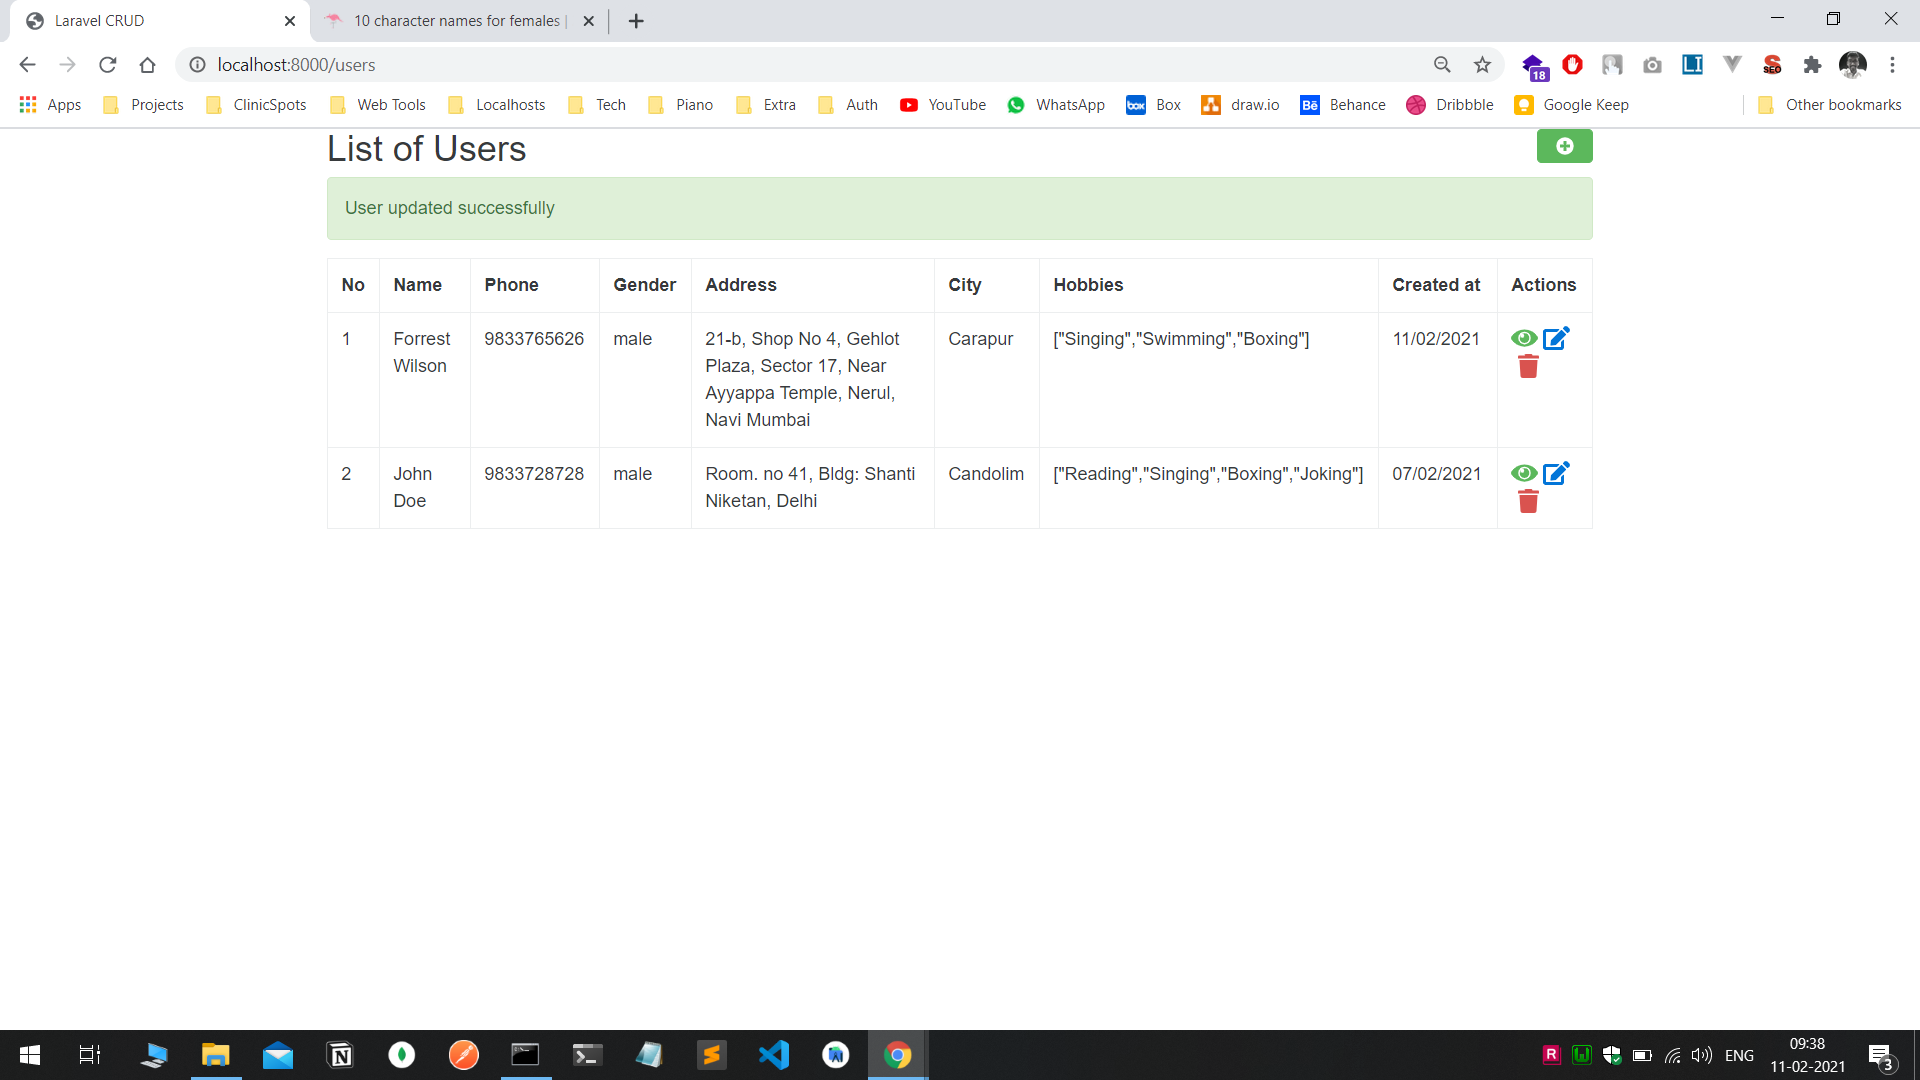 Laravel CRUD
10 character names for females |
localhost:8000/users
18
SEO
Apps Projects ClinicSpots Web Tools Localhosts Tech Piano Extra Auth YouTube WhatsApp box Box draw.io Bē Behance Dribbble Google Keep Other bookmarks
List of Users
User updated successfully
No Name Phone Gender Address City Hobbies Created at Actions
1 Forrest Wilson 9833765626 male 21-b, Shop No 4, Gehlot Plaza, Sector 17, Near Ayyappa Temple, Nerul, Navi Mumbai Carapur ["Singing","Swimming","Boxing"] 11/02/2021
2 John Doe 9833728728 male Room. no 41, Bldg: Shanti Niketan, Delhi Candolim ["Reading","Singing","Boxing","Joking"] 07/02/2021
ENG
09:38
11-02-2021
3